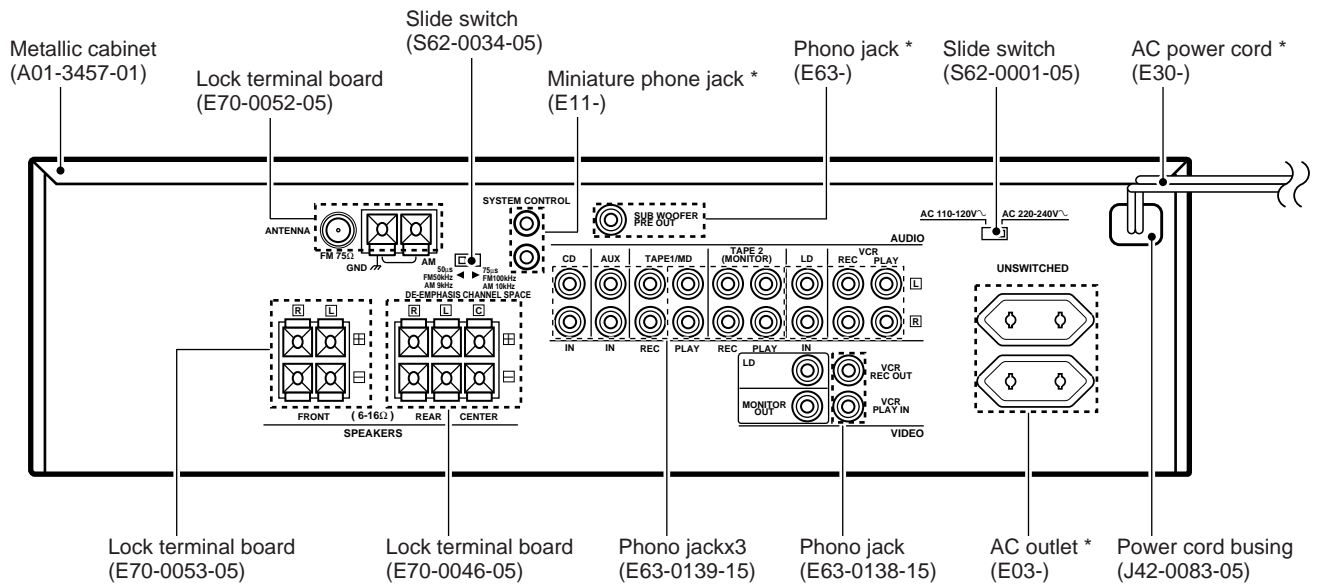 Slide switch
(S62-0034-05)
Metallic cabinet
(A01-3457-01)
Lock terminal board
(E70-0052-05)
Miniature phone jack *
(E11-)
Phono jack *
(E63-)
Slide switch
(S62-0001-05)
AC power cord *
(E30-)
SYSTEM CONTROL
SUB WOOFER
PRE OUT
AC 110-120V~ AC 220-240V~
ANTENNA
FM 75Ω
GND
AM
50µs
FM50kHz
AM 9kHz
75µs
FM100kHz
AM 10kHz
DE-EMPHASIS CHANNEL SPACE
AUDIO
CD AUX TAPE1/MD TAPE 2
(MONITOR) LD VCR
REC PLAY
L
R
IN IN REC PLAY REC PLAY IN
UNSWITCHED
R L
R L C
+ −
+ −
FRONT ( 6-16Ω ) REAR CENTER
SPEAKERS
LD
MONITOR
OUT
VCR
REC OUT
VCR
PLAY IN
VIDEO
Lock terminal board
(E70-0053-05)
Lock terminal board
(E70-0046-05)
Phono jackx3
(E63-0139-15)
Phono jack
(E63-0138-15)
AC outlet *
(E03-)
Power cord busing
(J42-0083-05)